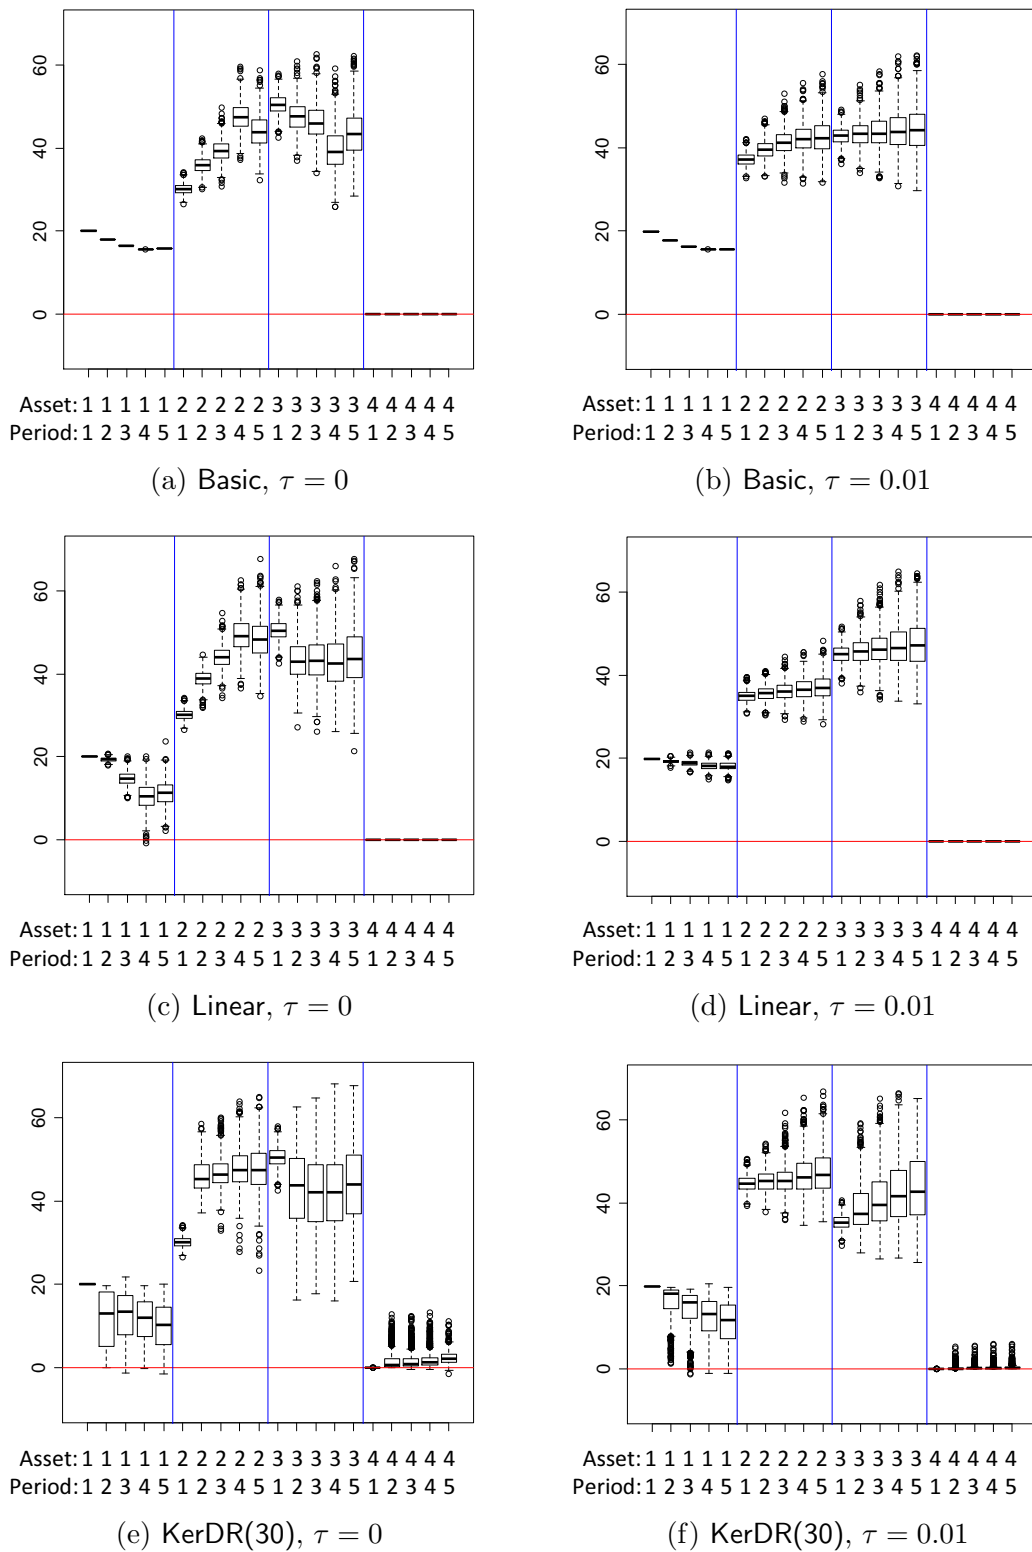 60
40
20
0
Asset: 1 1 1 1 1 2 2 2 2 2 3 3 3 3 3 4 4 4 4 4
Period: 1 2 3 4 5 1 2 3 4 5 1 2 3 4 5 1 2 3 4 5
(a) Basic, τ = 0
60
40
20
0
Asset: 1 1 1 1 1 2 2 2 2 2 3 3 3 3 3 4 4 4 4 4
Period: 1 2 3 4 5 1 2 3 4 5 1 2 3 4 5 1 2 3 4 5
(b) Basic, τ = 0.01
60
40
20
0
Asset: 1 1 1 1 1 2 2 2 2 2 3 3 3 3 3 4 4 4 4 4
Period: 1 2 3 4 5 1 2 3 4 5 1 2 3 4 5 1 2 3 4 5
(c) Linear, τ = 0
60
40
20
0
Asset: 1 1 1 1 1 2 2 2 2 2 3 3 3 3 3 4 4 4 4 4
Period: 1 2 3 4 5 1 2 3 4 5 1 2 3 4 5 1 2 3 4 5
(d) Linear, τ = 0.01
60
40
20
0
Asset: 1 1 1 1 1 2 2 2 2 2 3 3 3 3 3 4 4 4 4 4
Period: 1 2 3 4 5 1 2 3 4 5 1 2 3 4 5 1 2 3 4 5
(e) KerDR(30), τ = 0
60
40
20
0
Asset: 1 1 1 1 1 2 2 2 2 2 3 3 3 3 3 4 4 4 4 4
Period: 1 2 3 4 5 1 2 3 4 5 1 2 3 4 5 1 2 3 4 5
(f) KerDR(30), τ = 0.01